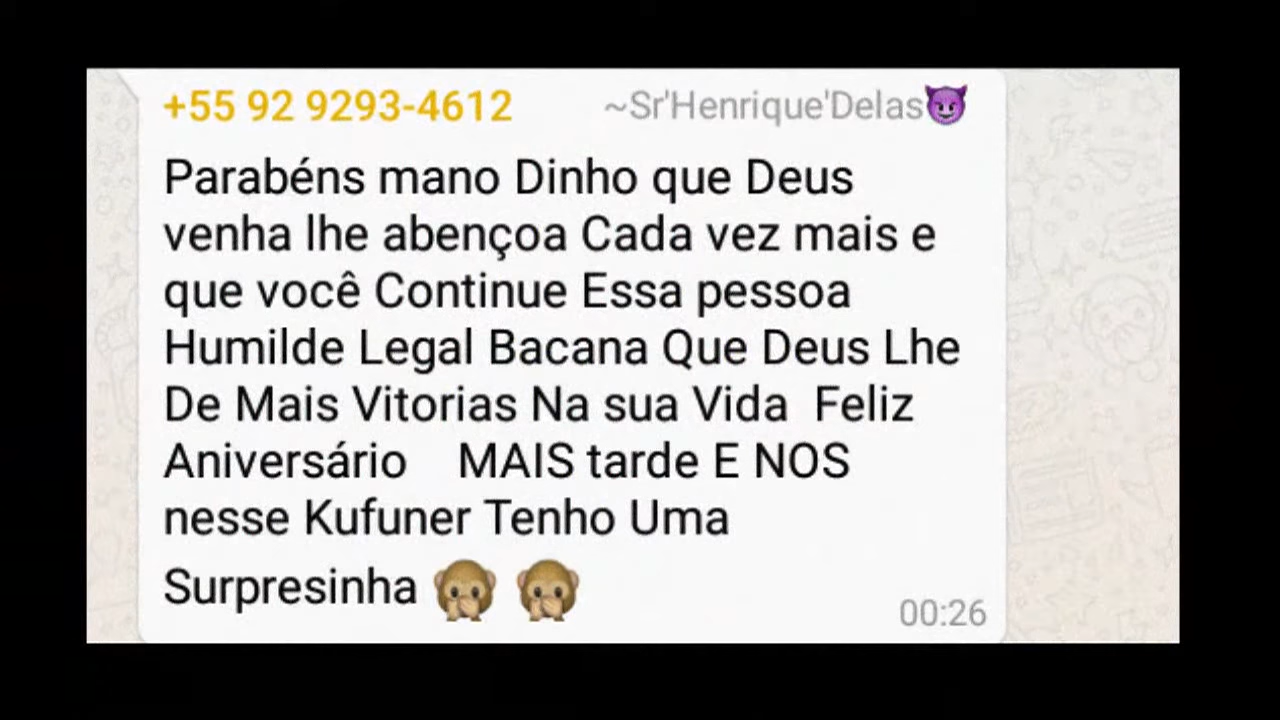 +55 92 9293-4612 ~Sr'Henrique'Delas😈
Parabéns mano Dinho que Deus
venha lhe abençoa Cada vez mais e
que você Continue Essa pessoa
Humilde Legal Bacana Que Deus Lhe
De Mais Vitorias Na sua Vida  Feliz
Aniversário    MAIS tarde E NOS
nesse Kufuner Tenho Uma
Surpresinha 🙊 🙊
00:26